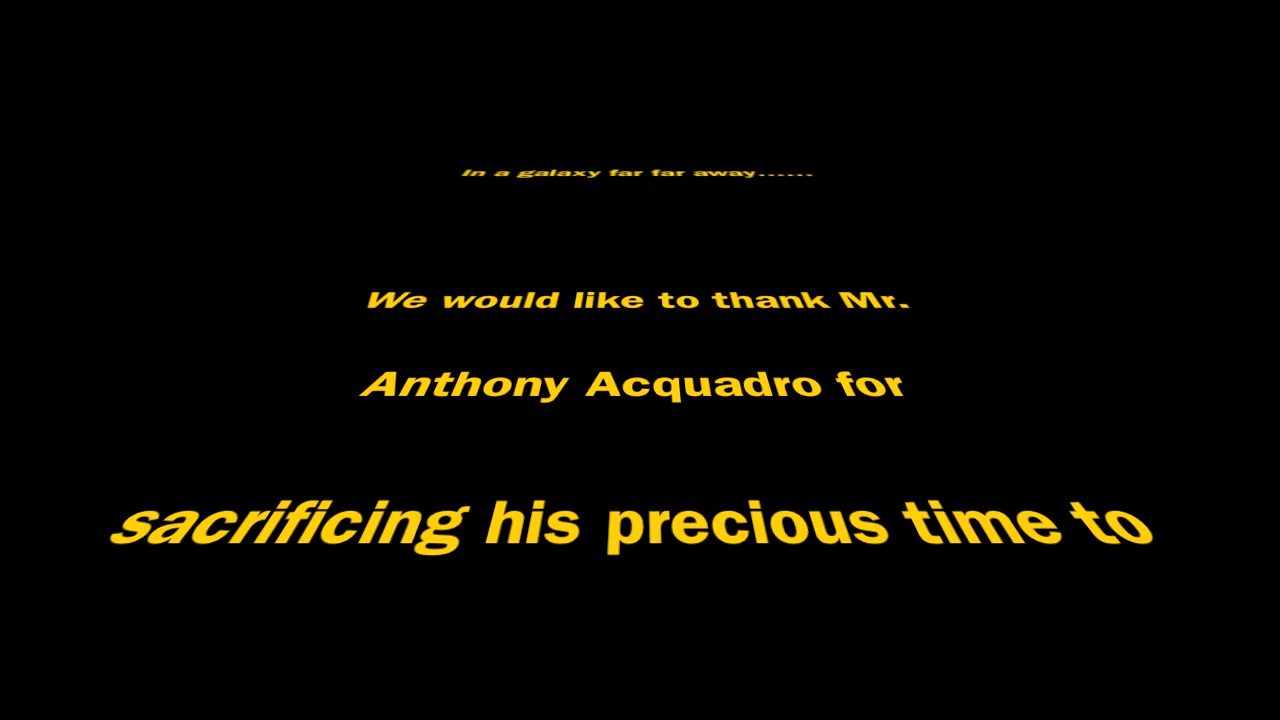 In a galaxy far far away......
We would like to thank Mr.
Anthony Acquadro for
sacrificing his precious time to